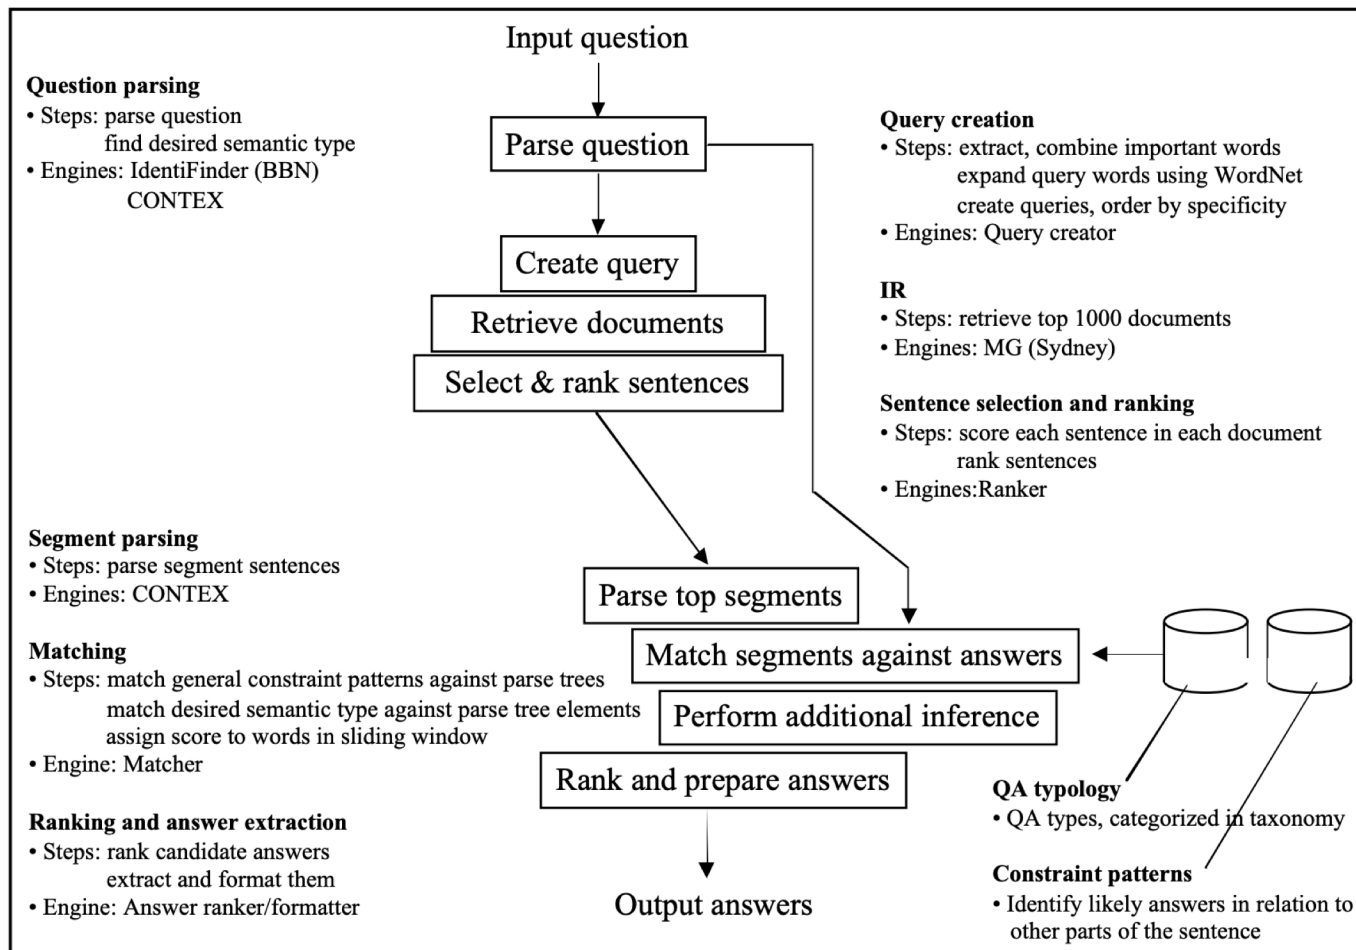 Input question
Question parsing
• Steps: parse question
find desired semantic type
• Engines: IdentiFinder (BBN)
CONTEX
Parse question
Create query
Retrieve documents
Select & rank sentences
Query creation
• Steps: extract, combine important words
expand query words using WordNet
create queries, order by specificity
• Engines: Query creator
IR
• Steps: retrieve top 1000 documents
• Engines: MG (Sydney)
Sentence selection and ranking
• Steps: score each sentence in each document
rank sentences
• Engines:Ranker
Segment parsing
• Steps: parse segment sentences
• Engines: CONTEX
Matching
• Steps: match general constraint patterns against parse trees
match desired semantic type against parse tree elements
assign score to words in sliding window
• Engine: Matcher
Ranking and answer extraction
• Steps: rank candidate answers
extract and format them
• Engine: Answer ranker/formatter
Parse top segments
Match segments against answers
Perform additional inference
Rank and prepare answers
Output answers
QA typology
• QA types, categorized in taxonomy
Constraint patterns
• Identify likely answers in relation to
other parts of the sentence